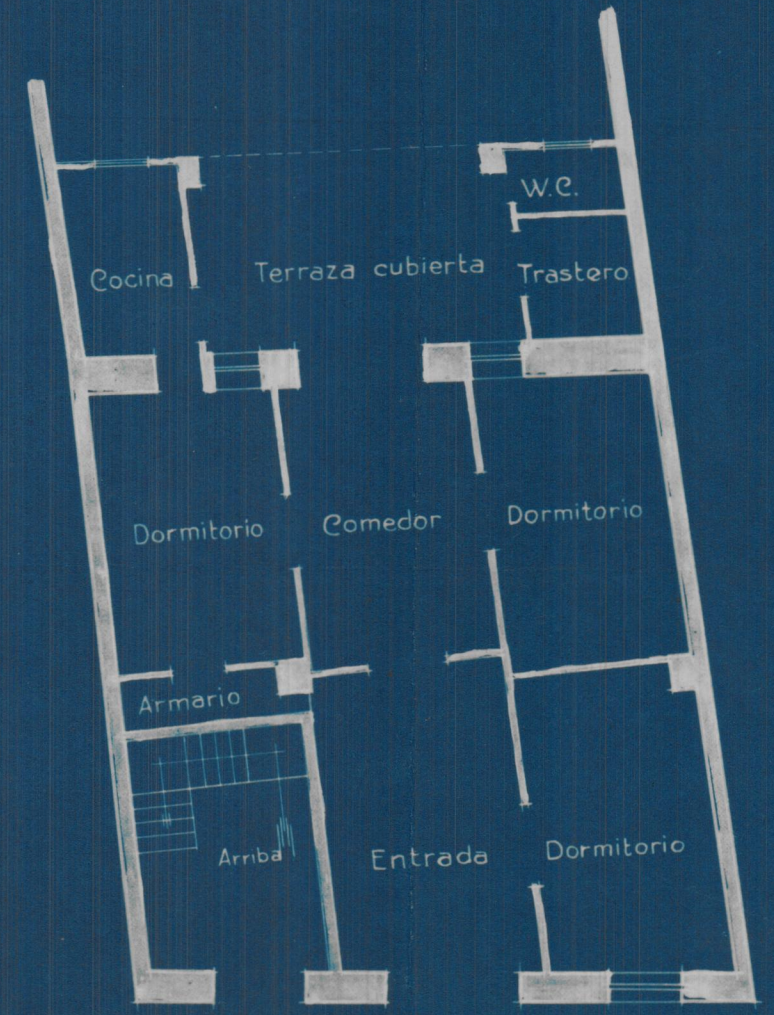 W.C.
Cocina
Terraza cubierta
Trastero
Dormitorio
Comedor
Dormitorio
Armario
Arriba
Entrada
Dormitorio